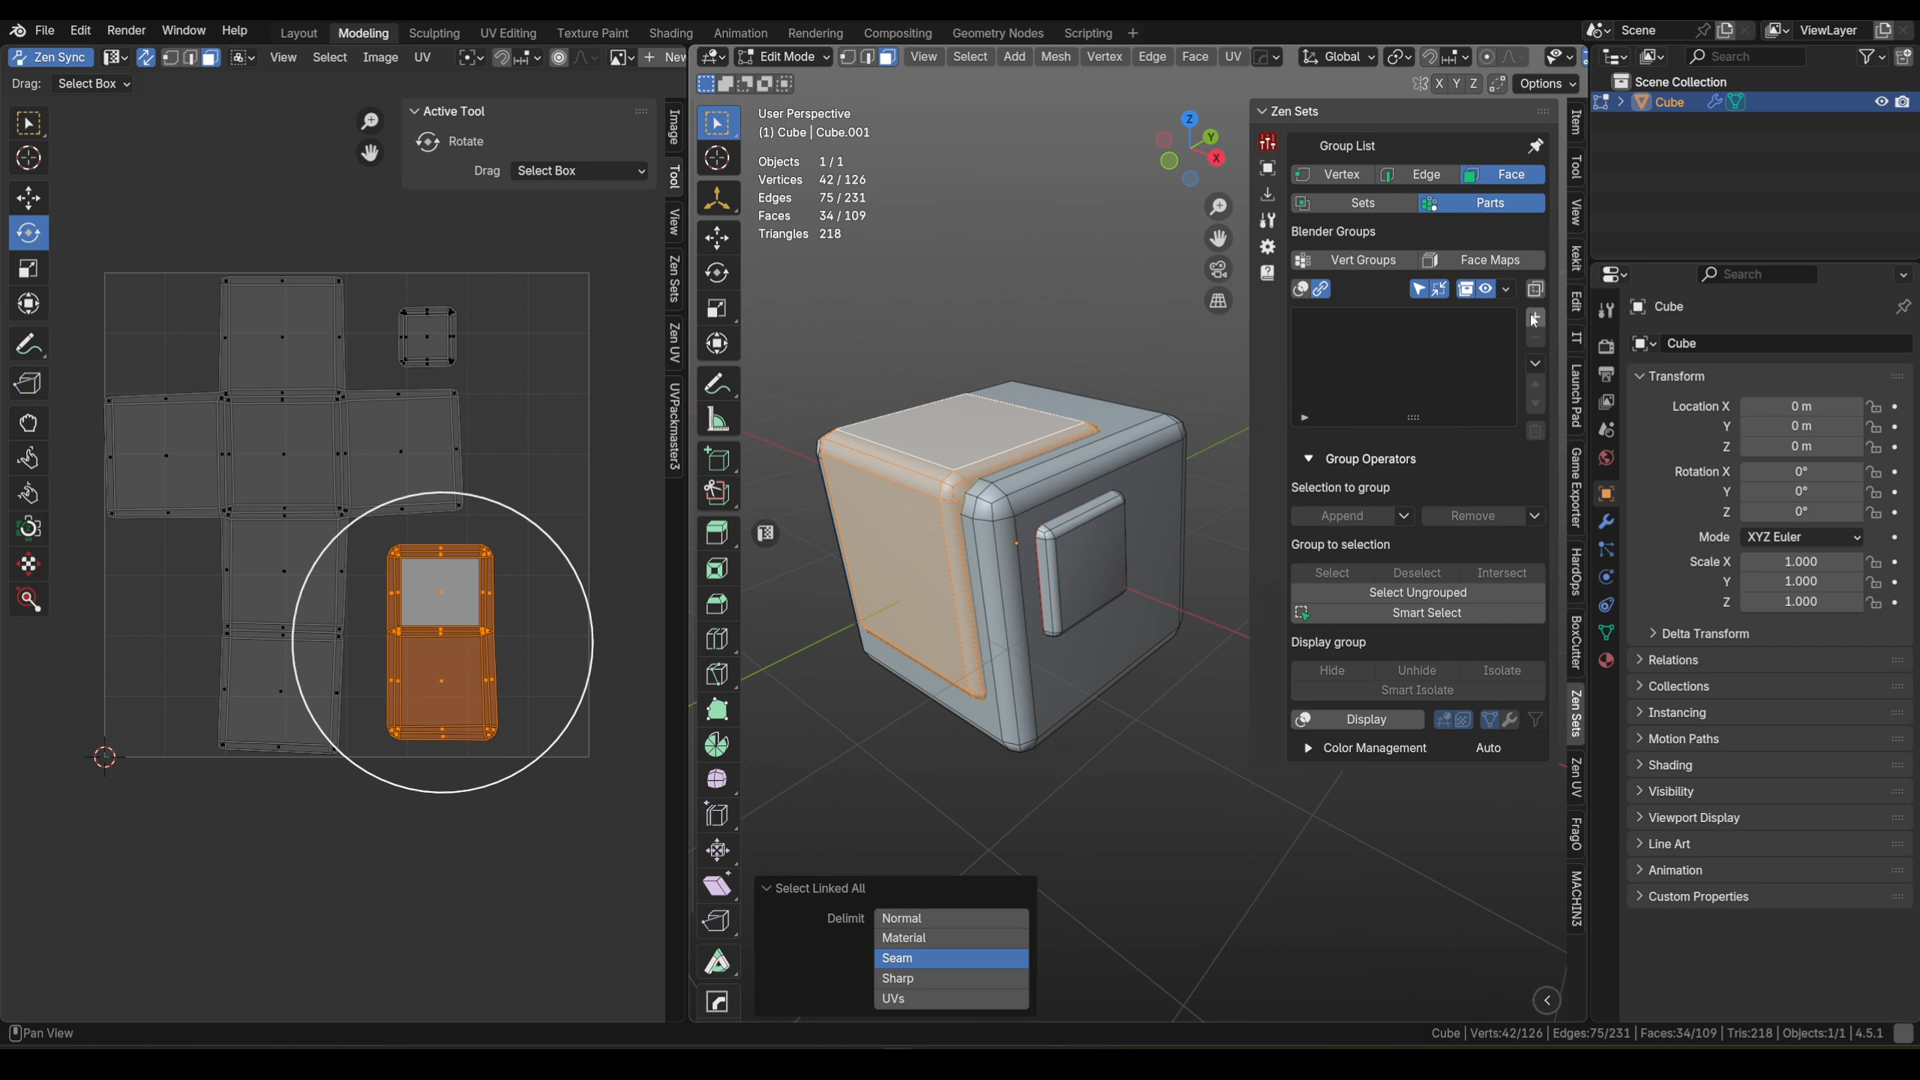 File Edit Render Window Help Layout Modeling Sculpting UV Editing Texture Paint Shading Animation Rendering Compositing Geometry Nodes Scripting + Scene ViewLayer
Zen Sync View Select Image UV + New Edit Mode View Select Add Mesh Vertex Edge Face UV Global Search
Drag: Select Box X Y Z Options
Active Tool
Rotate
Drag Select Box
Image
Tool
View
Zen Sets
Zen UV
UVPackmaster3
User Perspective
(1) Cube | Cube.001
Objects 1/1
Vertices 42/126
Edges 75/231
Faces 34/109
Triangles 218
Z
Y
X
Select Linked All
Delimit Normal
Material
Seam
Sharp
UVs
Zen Sets
Group List
Vertex Edge Face
Sets Parts
Blender Groups
Vert Groups Face Maps
Group Operators
Selection to group
Append Remove
Group to selection
Select Deselect Intersect
Select Ungrouped
Smart Select
Display group
Hide Unhide Isolate
Smart Isolate
Display
Color Management Auto
Item
Tool
View
kekit
Edit
IT
Launch Pad
Game Exporter
HardOps
BoxCutter
Zen Sets
Zen UV
FragO
MACHIN3
Scene Collection
Cube
Search
Cube
Cube
Transform
Location X 0 m
Y 0 m
Z 0 m
Rotation X 0°
Y 0°
Z 0°
Mode XYZ Euler
Scale X 1.000
Y 1.000
Z 1.000
Delta Transform
Relations
Collections
Instancing
Motion Paths
Shading
Visibility
Viewport Display
Line Art
Animation
Custom Properties
Pan View
Cube | Verts:42/126 | Edges:75/231 | Faces:34/109 | Tris:218 | Objects:1/1 | 4.5.1